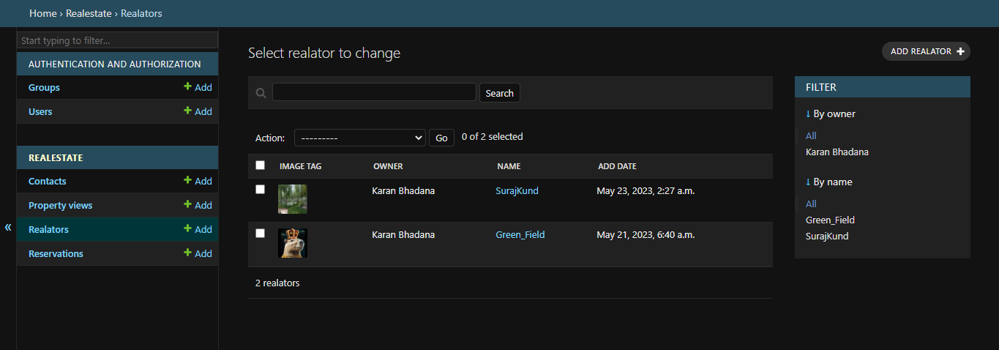 Home › Realestate › Realators
Start typing to filter...
AUTHENTICATION AND AUTHORIZATION
Groups + Add
Users + Add
REALESTATE
Contacts + Add
Property views + Add
Realators + Add
Reservations + Add
«
Select realator to change
ADD REALATOR +
Search
Action: --------- Go 0 of 2 selected
IMAGE TAG OWNER NAME ADD DATE
Karan Bhadana SurajKund May 23, 2023, 2:27 a.m.
Karan Bhadana Green_Field May 21, 2023, 6:40 a.m.
2 realators
FILTER
↓ By owner
All
Karan Bhadana
↓ By name
All
Green_Field
SurajKund